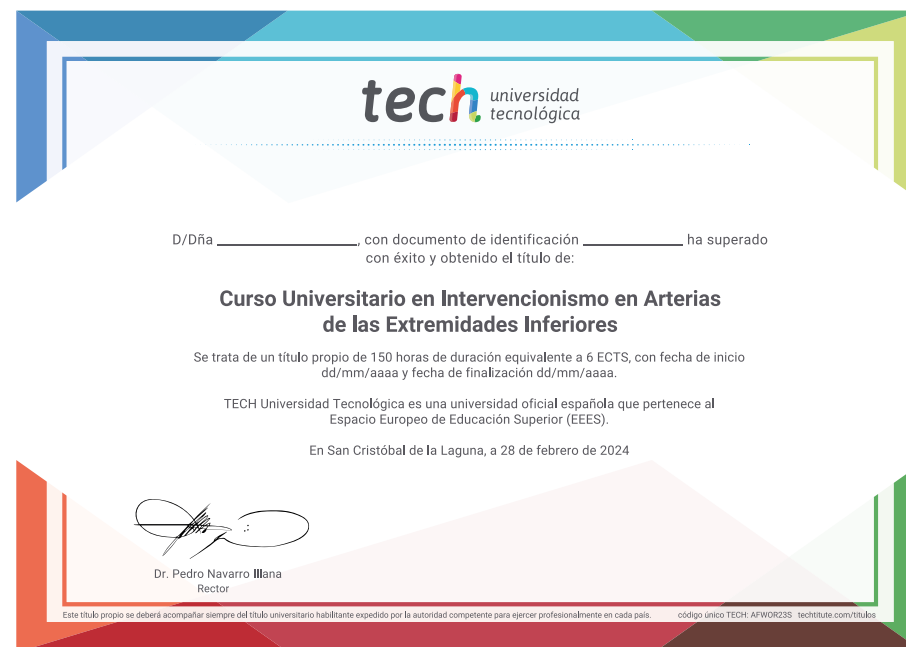 tech universidad
tecnológica
D/Dña ____________________, con documento de identificación ______________ ha superado
con éxito y obtenido el título de:
Curso Universitario en Intervencionismo en Arterias
de las Extremidades Inferiores
Se trata de un título propio de 150 horas de duración equivalente a 6 ECTS, con fecha de inicio
dd/mm/aaaa y fecha de finalización dd/mm/aaaa.
TECH Universidad Tecnológica es una universidad oficial española que pertenece al
Espacio Europeo de Educación Superior (EEES).
En San Cristóbal de la Laguna, a 28 de febrero de 2024
Dr. Pedro Navarro Illana
Rector
Este título propio se deberá acompañar siempre del título universitario habilitante expedido por la autoridad competente para ejercer profesionalmente en cada país. código único TECH: AFWOR23S techtitute.com/titulos